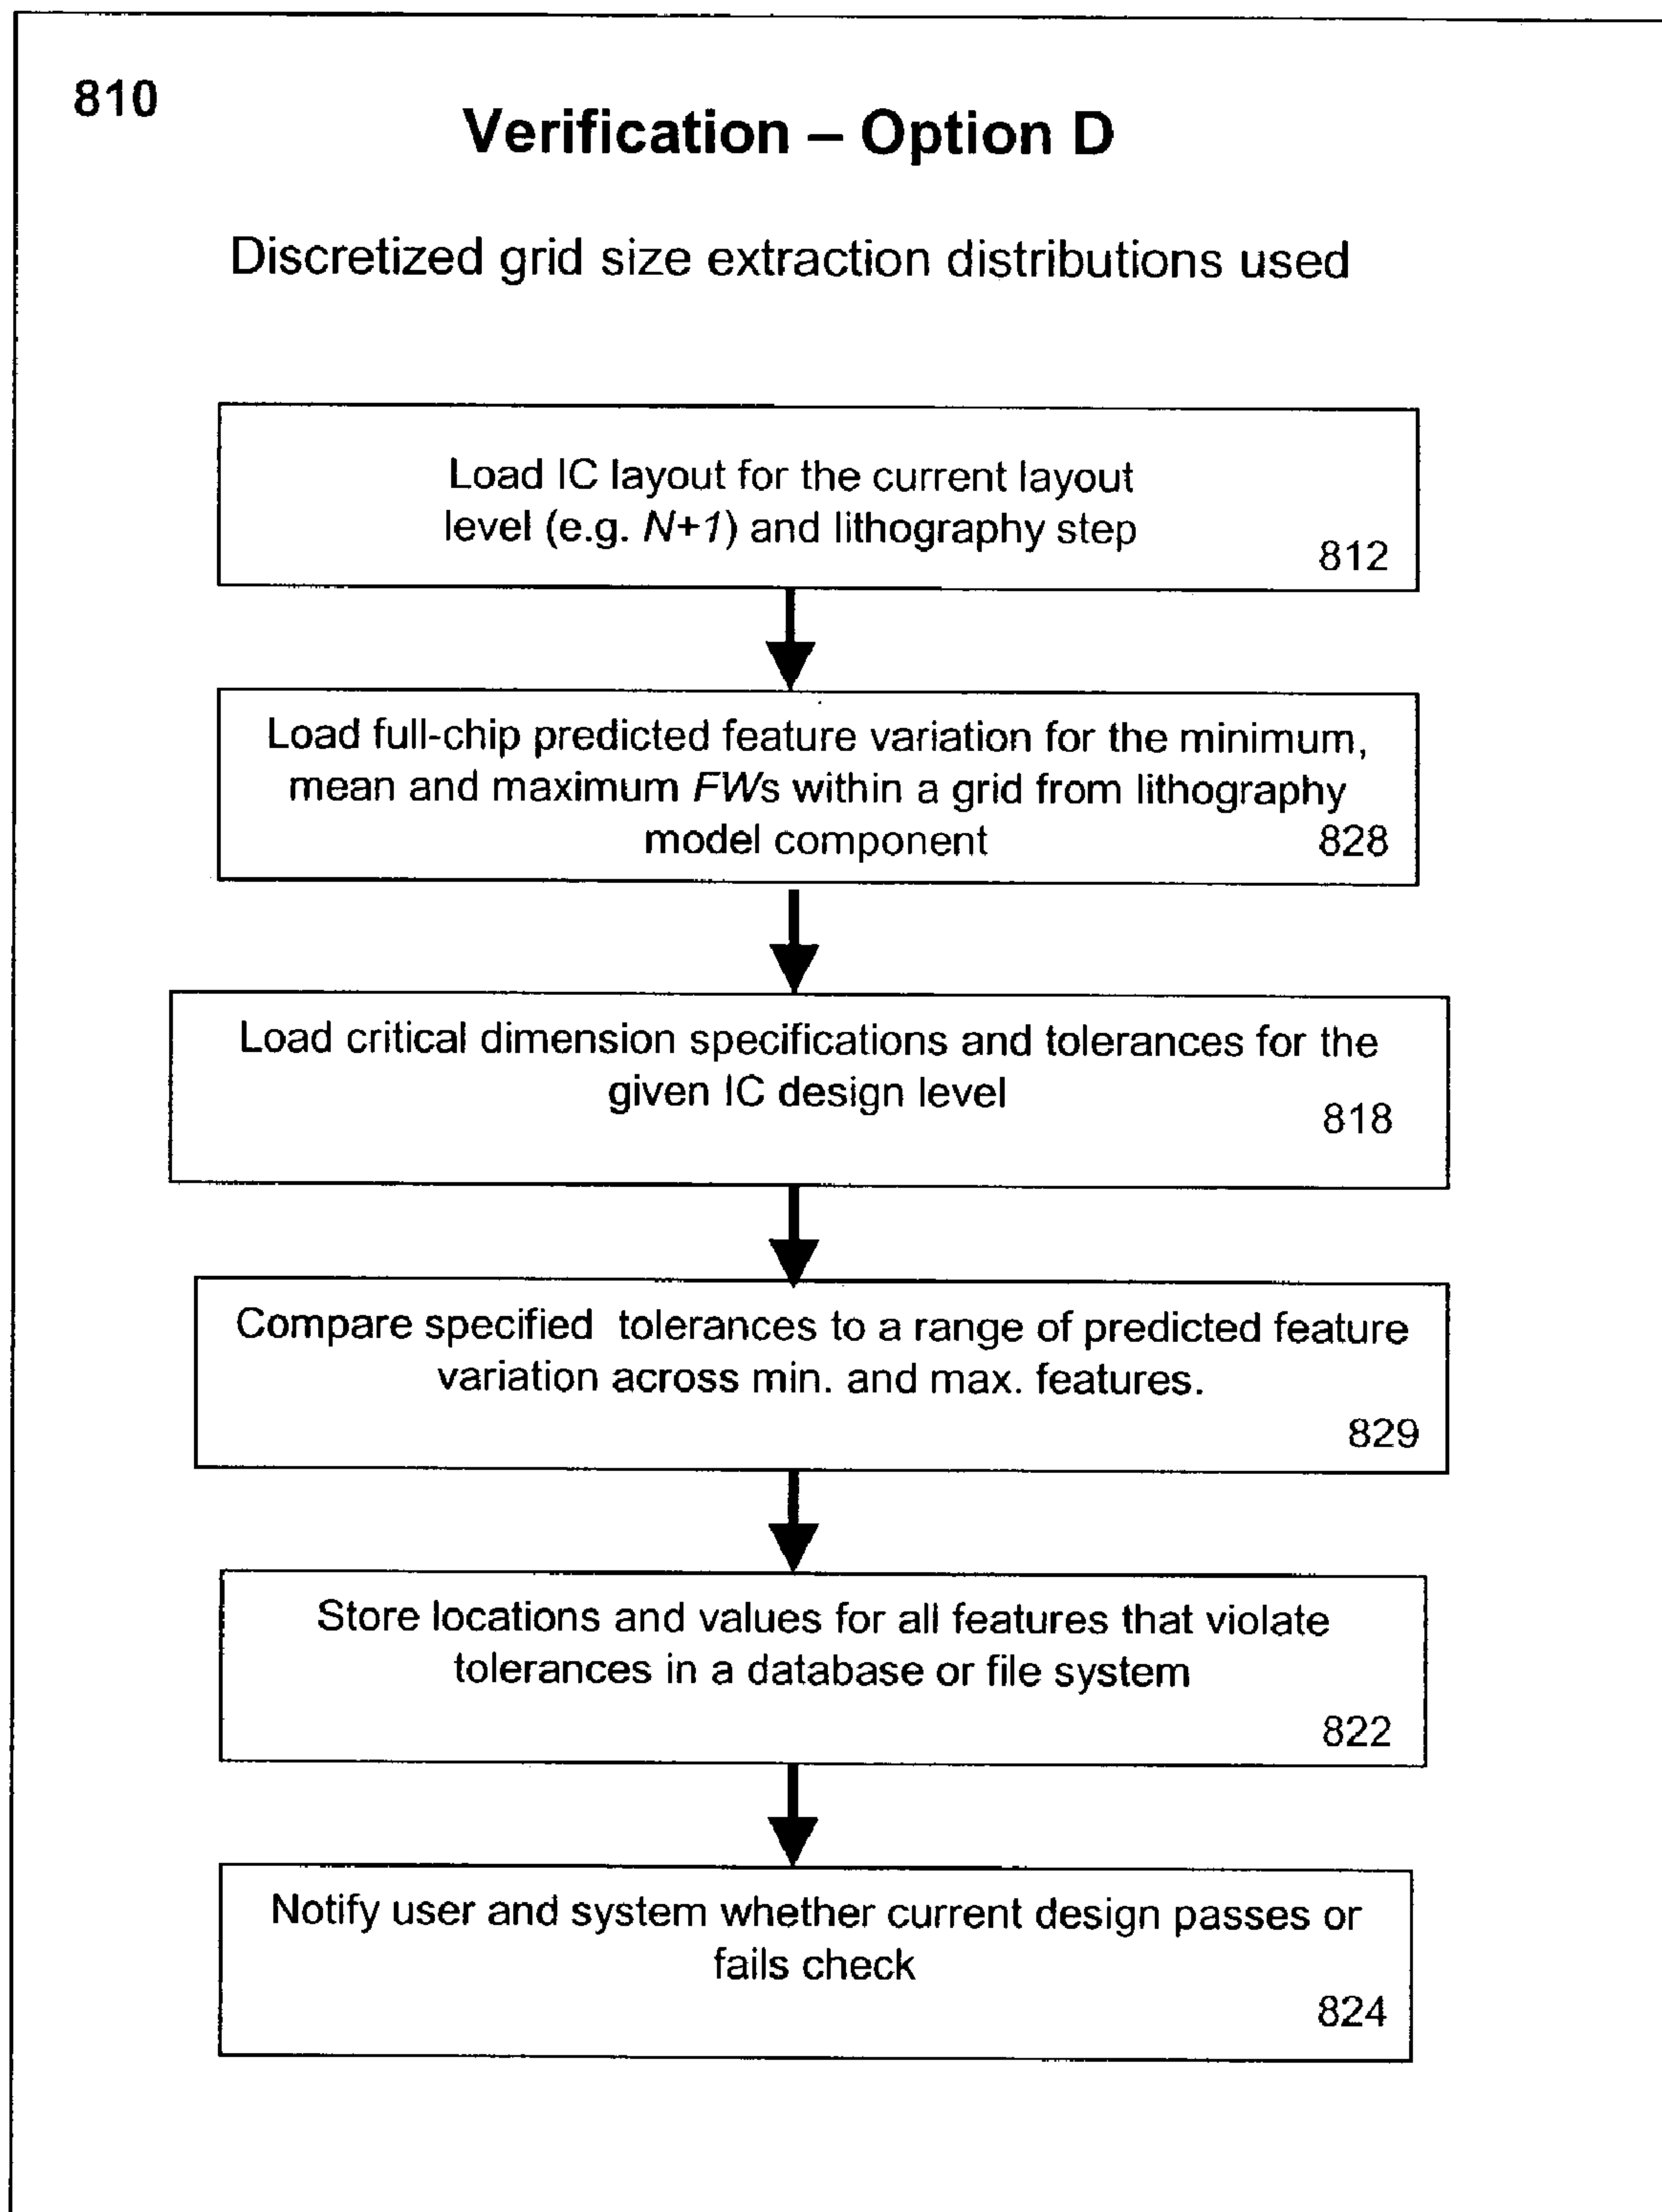 810
Verification – Option D
Discretized grid size extraction distributions used
Load IC layout for the current layout
level (e.g. N+1) and lithography step
812
Load full-chip predicted feature variation for the minimum,
mean and maximum FWs within a grid from lithography
model component
828
Load critical dimension specifications and tolerances for the
given IC design level
818
Compare specified tolerances to a range of predicted feature
variation across min. and max. features.
829
Store locations and values for all features that violate
tolerances in a database or file system
822
Notify user and system whether current design passes or
fails check
824